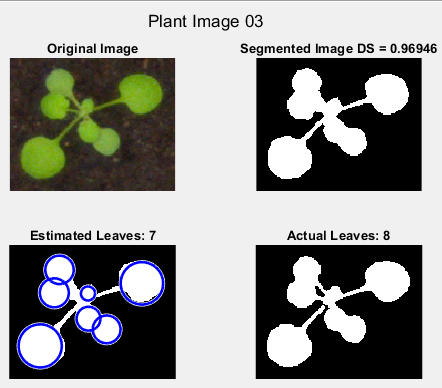 Plant Image 03
Original Image
Segmented Image DS = 0.96946
Estimated Leaves: 7
Actual Leaves: 8